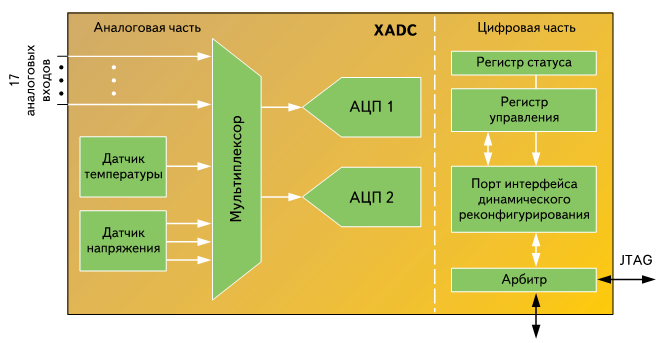 Аналоговая часть
XADC
Цифровая часть
17
аналоговых
входов
Мультиплексор
Датчик
температуры
Датчик
напряжения
АЦП 1
АЦП 2
Регистр статуса
Регистр
управления
Порт интерфейса
динамического
реконфигурирования
Арбитр
JTAG